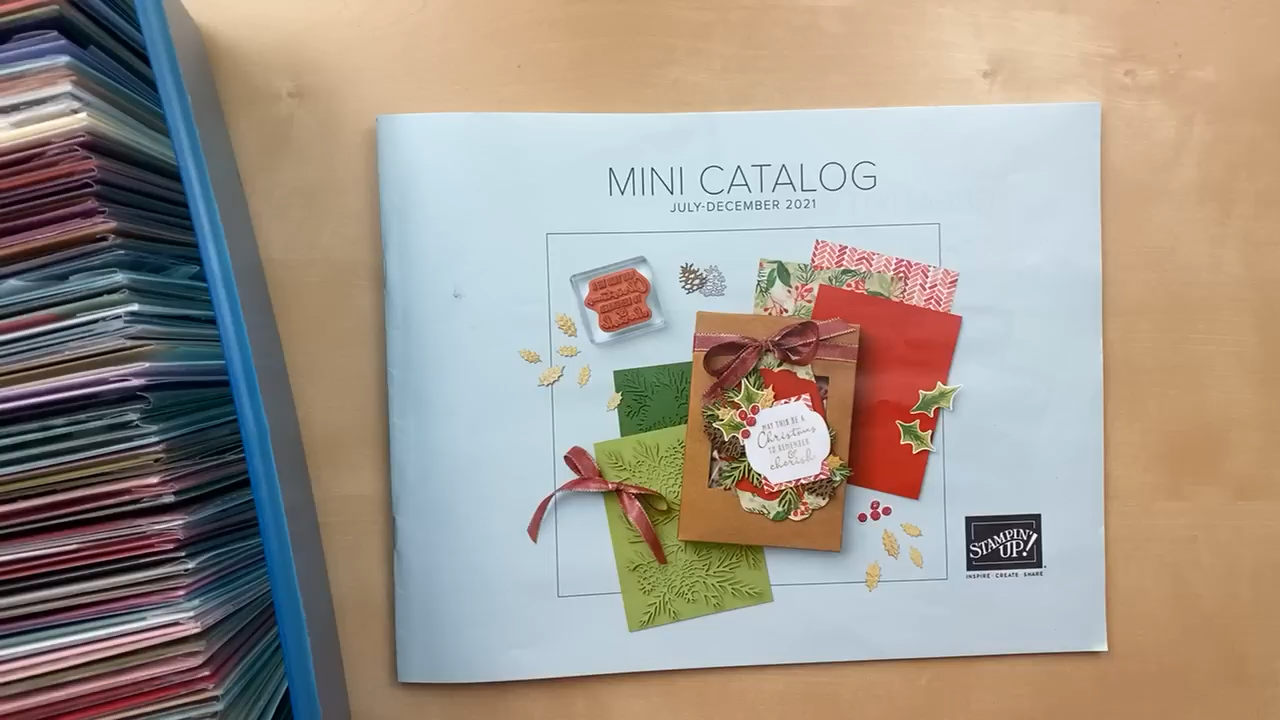 MINI CATALOG
JULY-DECEMBER 2021
MAY THIS BE A
Christmas
TO REMEMBER
&
cherish
STAMPIN'
UP!
INSPIRE · CREATE · SHARE